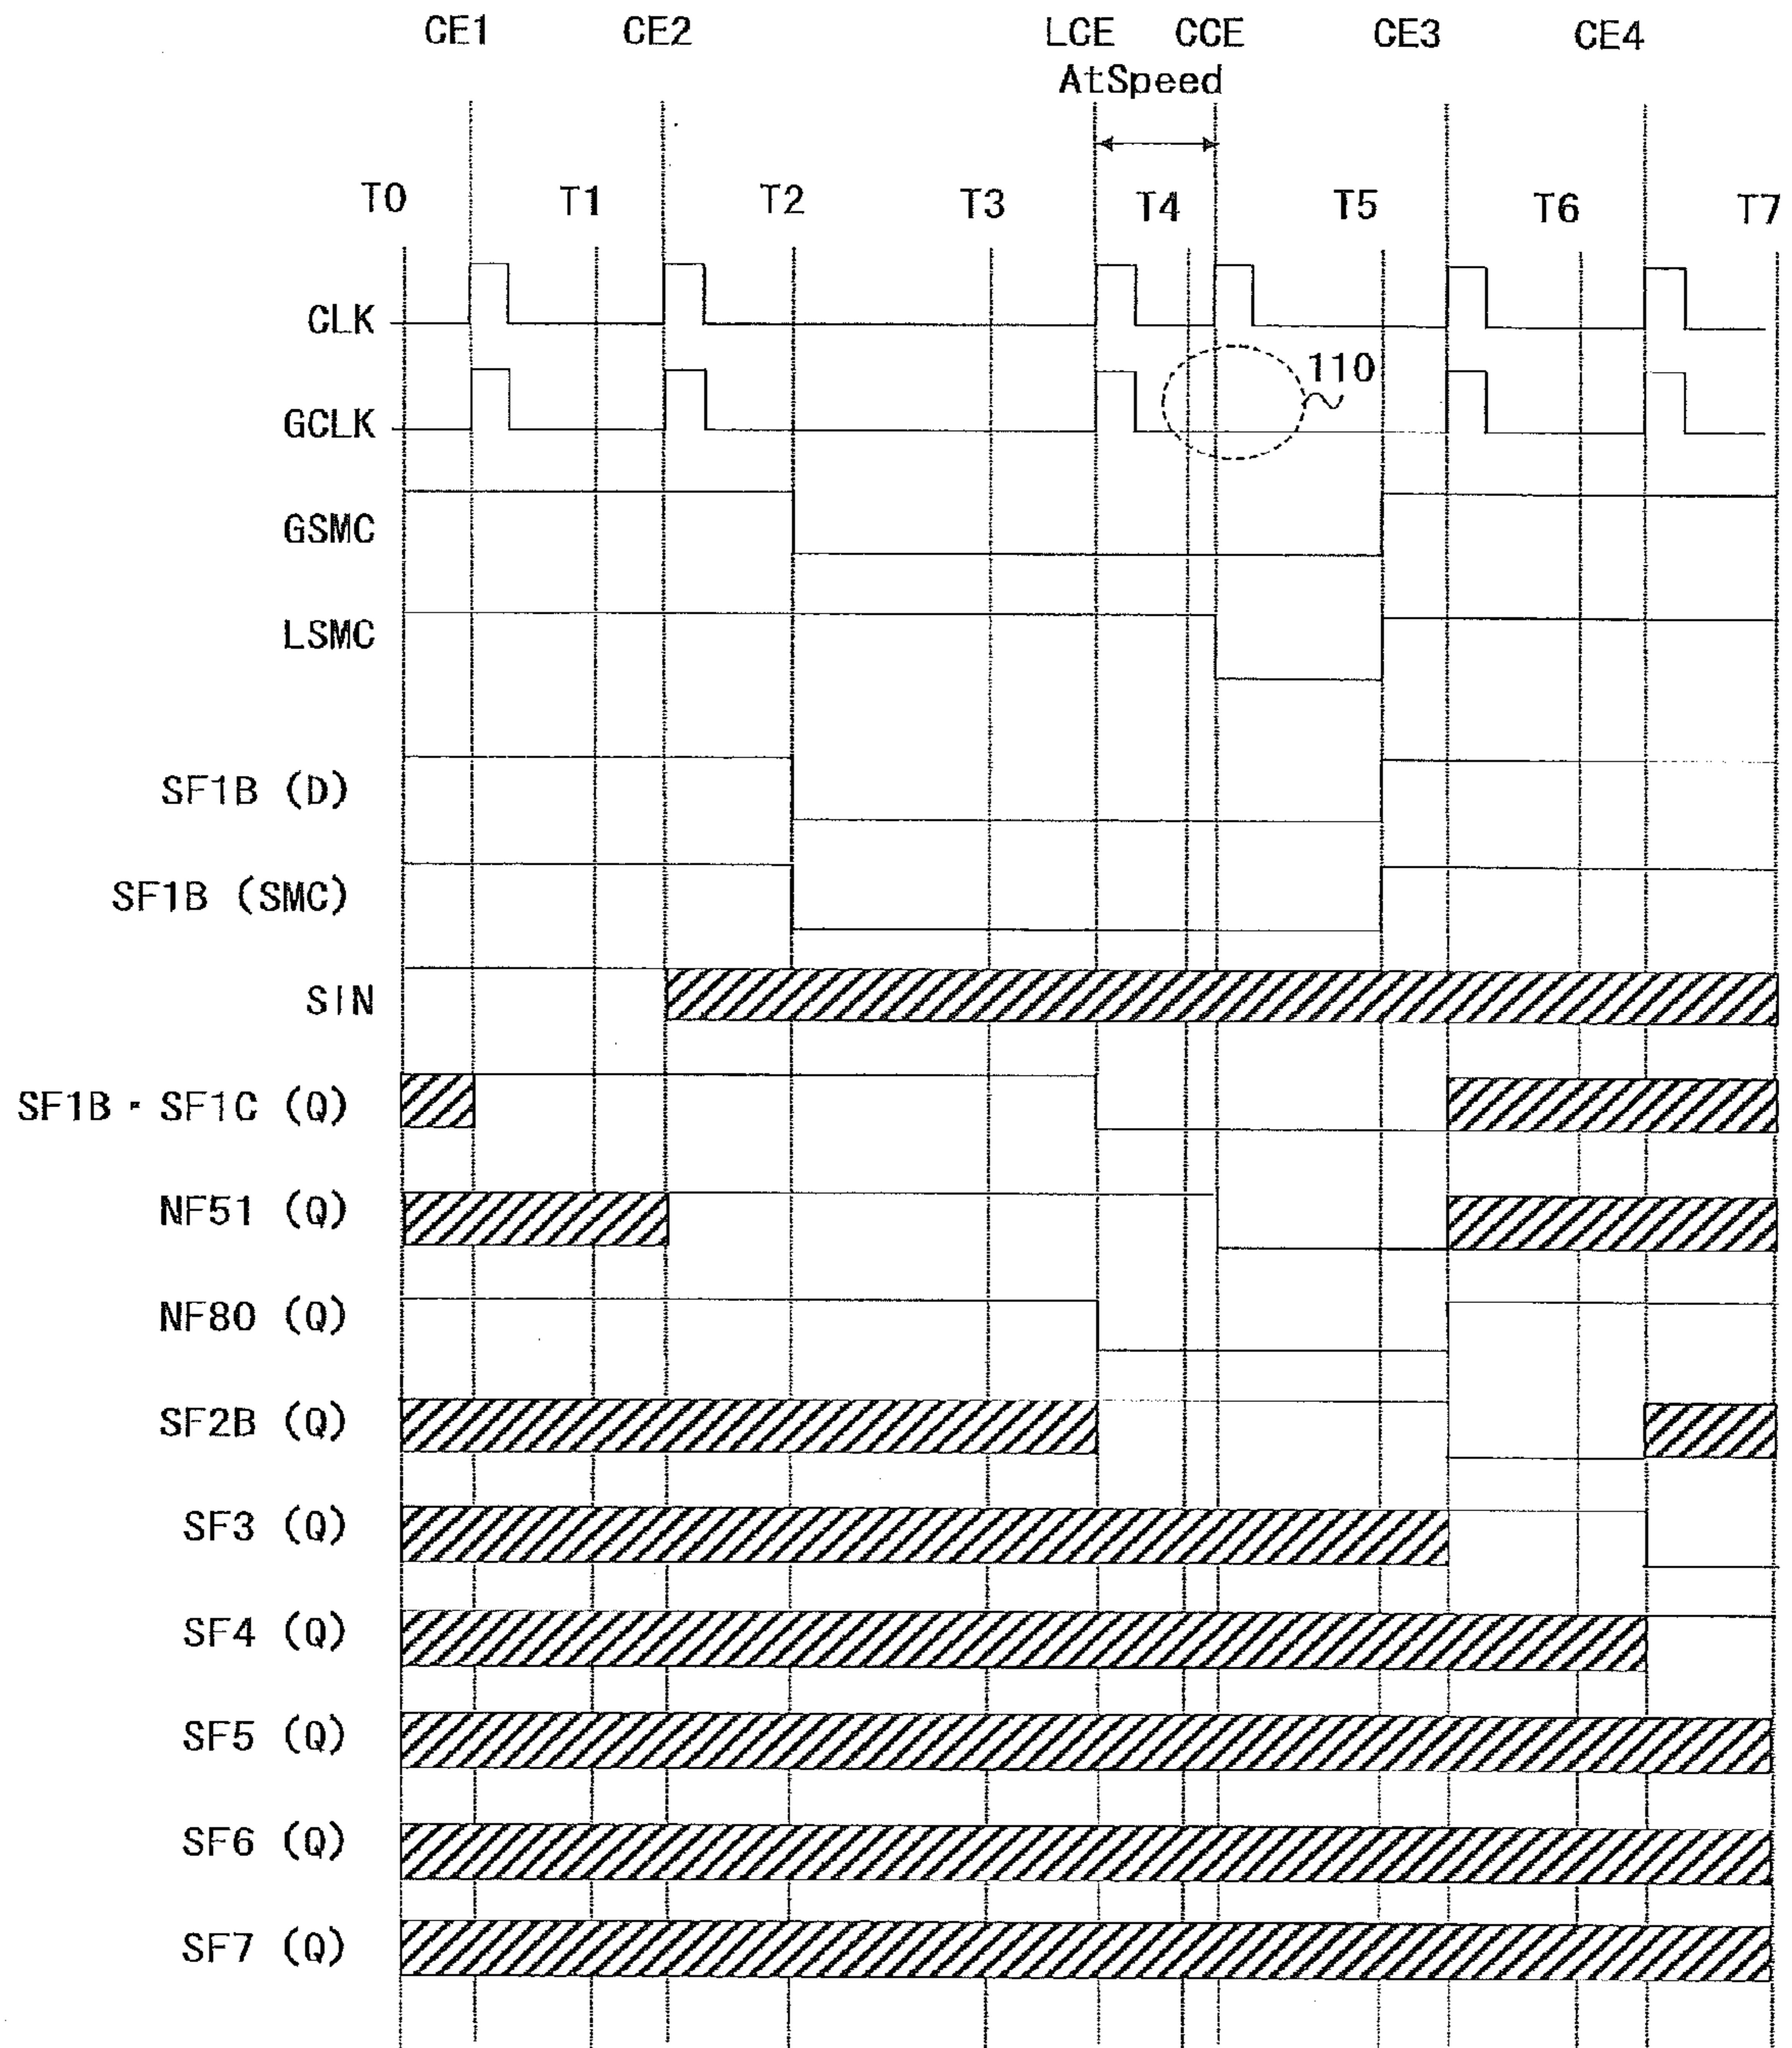 CE1 CE2 LCE CCE CE3 CE4
AtSpeed
T0 T1 T2 T3 T4 T5 T6 T7
CLK
110
GCLK
GSMC
LSMC
SF1B (D)
SF1B (SMC)
SIN
SF1B・SF1C (Q)
NF51 (Q)
NF80 (Q)
SF2B (Q)
SF3 (Q)
SF4 (Q)
SF5 (Q)
SF6 (Q)
SF7 (Q)